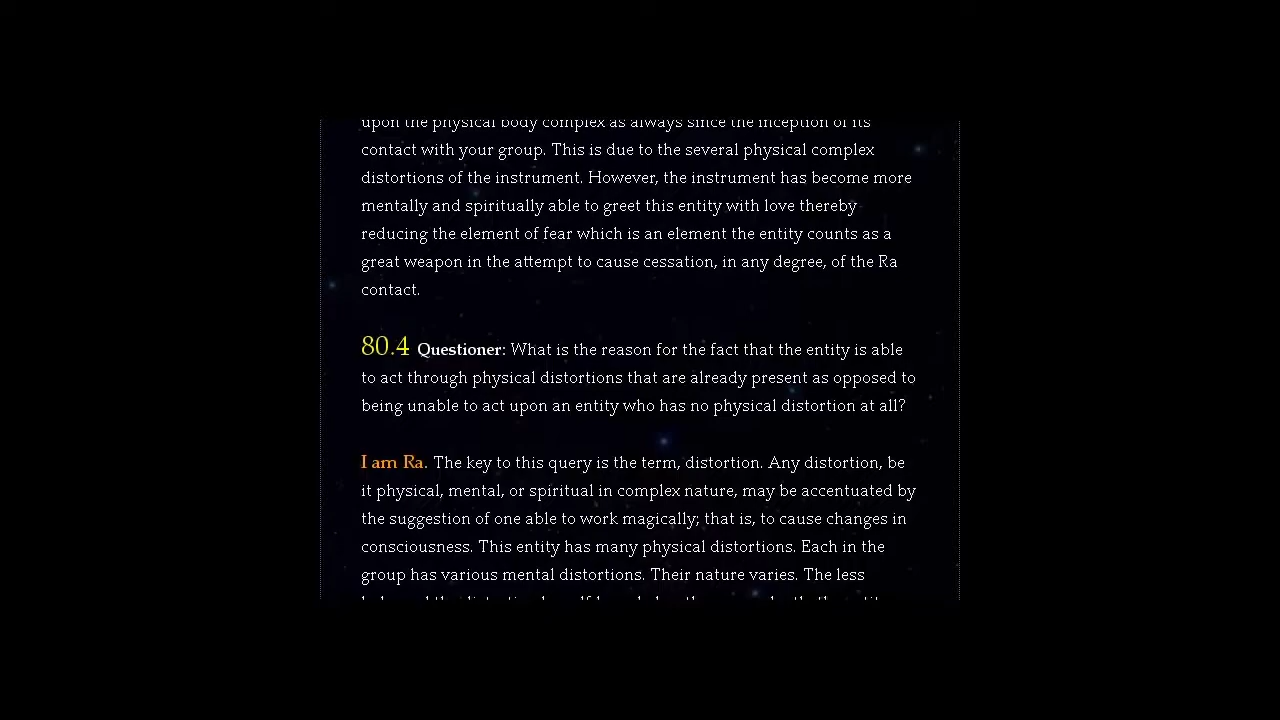 upon the physical body complex as always since the inception of its
contact with your group. This is due to the several physical complex
distortions of the instrument. However, the instrument has become more
mentally and spiritually able to greet this entity with love thereby
reducing the element of fear which is an element the entity counts as a
great weapon in the attempt to cause cessation, in any degree, of the Ra
contact.
80.4 Questioner: What is the reason for the fact that the entity is able
to act through physical distortions that are already present as opposed to
being unable to act upon an entity who has no physical distortion at all?
I am Ra. The key to this query is the term, distortion. Any distortion, be
it physical, mental, or spiritual in complex nature, may be accentuated by
the suggestion of one able to work magically; that is, to cause changes in
consciousness. This entity has many physical distortions. Each in the
group has various mental distortions. Their nature varies. The less